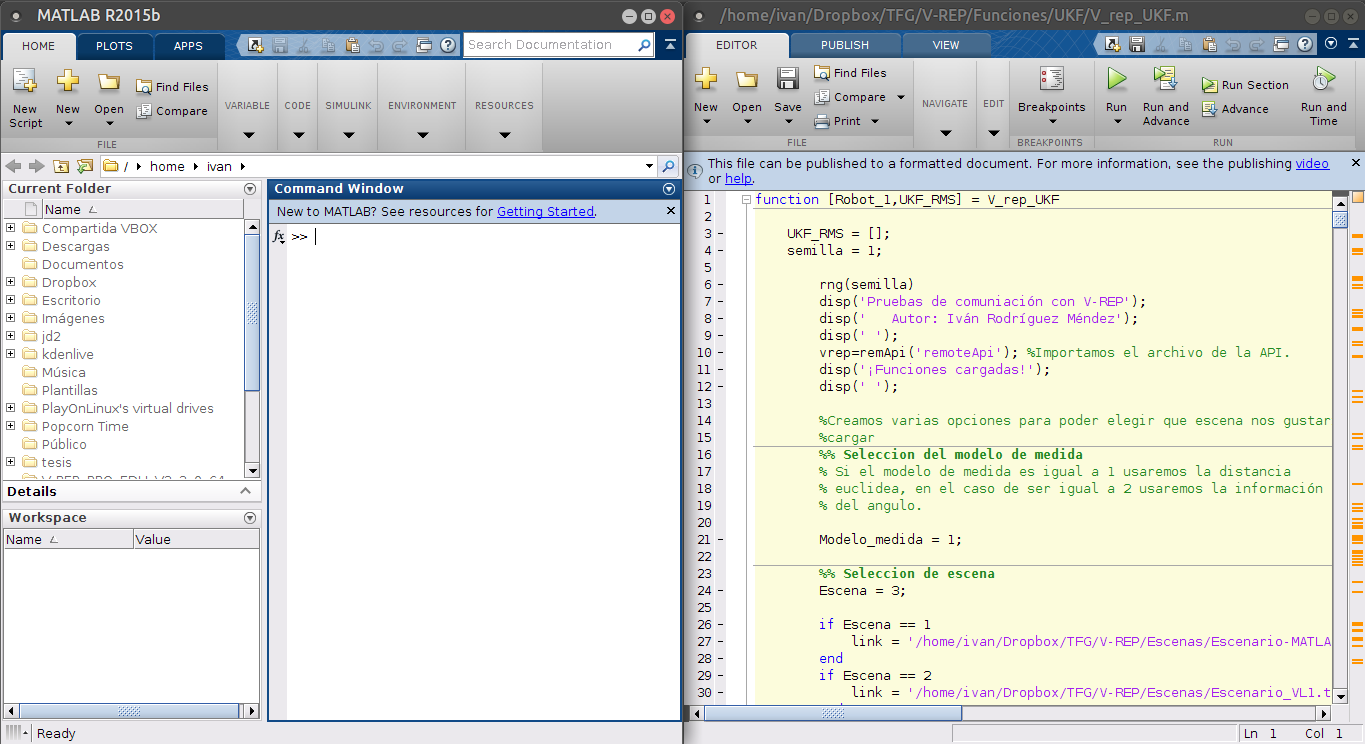 MATLAB R2015b
HOME PLOTS APPS
Search Documentation
New Script
New
Open
Find Files
Compare
FILE
VARIABLE
CODE
SIMULINK
ENVIRONMENT
RESOURCES
/ home ivan
Current Folder
Name
Compartida VBOX
Descargas
Documentos
Dropbox
Escritorio
Imágenes
jd2
kdenlive
Música
Plantillas
PlayOnLinux's virtual drives
Popcorn Time
Público
tesis
Details
Workspace
Name Value
Command Window
New to MATLAB? See resources for Getting Started.
fx >>
Ready
/home/ivan/Dropbox/TFG/V-REP/Funciones/UKF/V_rep_UKF.m
EDITOR PUBLISH VIEW
New
Open
Save
Find Files
Compare
Print
FILE
NAVIGATE
EDIT
Breakpoints
BREAKPOINTS
Run
Run and Advance
Run Section
Advance
Run and Time
RUN
This file can be published to a formatted document. For more information, see the publishing video
or help.
1 function [Robot_1,UKF_RMS] = V_rep_UKF
2
3 - UKF_RMS = [];
4 - semilla = 1;
5
6 - rng(semilla)
7 - disp('Pruebas de comuniación con V-REP');
8 - disp('   Autor: Iván Rodríguez Méndez');
9 - disp(' ');
10 - vrep=remApi('remoteApi'); %Importamos el archivo de la API.
11 - disp('¡Funciones cargadas!');
12 - disp(' ');
13
14 %Creamos varias opciones para poder elegir que escena nos gustar
15 %cargar
16 %% Seleccion del modelo de medida
17 % Si el modelo de medida es igual a 1 usaremos la distancia
18 % euclidea, en el caso de ser igual a 2 usaremos la información
19 % del angulo.
20
21 - Modelo_medida = 1;
22
23 %% Seleccion de escena
24 - Escena = 3;
25
26 - if Escena == 1
27 - link = '/home/ivan/Dropbox/TFG/V-REP/Escenas/Escenario-MATLA
28 - end
29 - if Escena == 2
30 - link = '/home/ivan/Dropbox/TFG/V-REP/Escenas/Escenario_VL1.t
Ln 1 Col 1